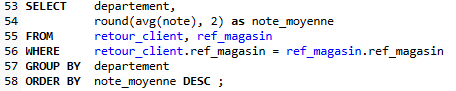 53 SELECT departement,
54 round(avg(note), 2) as note_moyenne
55 FROM retour_client, ref_magasin
56 WHERE retour_client.ref_magasin = ref_magasin.ref_magasin
57 GROUP BY departement
58 ORDER BY note_moyenne DESC ;